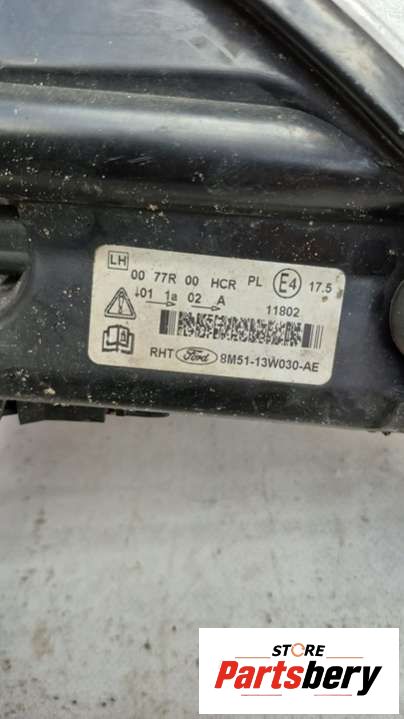 LH
00 77R 00 HCR PL E4 17.5
01 1a 02 A 11802
RHT Ford 8M51-13W030-AE
STORE
Partsbery